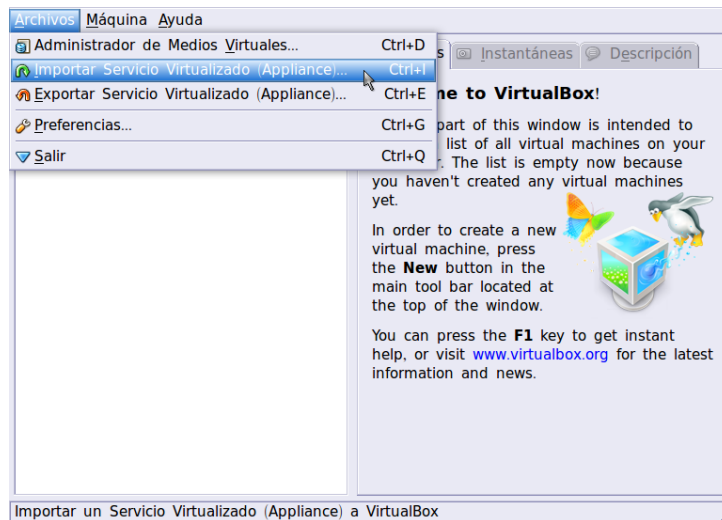 Archivos Máquina Ayuda
Administrador de Medios Virtuales... Ctrl+D
Importar Servicio Virtualizado (Appliance)... Ctrl+I
Exportar Servicio Virtualizado (Appliance)... Ctrl+E
Preferencias... Ctrl+G
Salir Ctrl+Q
s Instantáneas Descripción
me to VirtualBox!
part of this window is intended to
list of all virtual machines on your
r. The list is empty now because
you haven't created any virtual machines
yet.
In order to create a new
virtual machine, press
the New button in the
main tool bar located at
the top of the window.
You can press the F1 key to get instant
help, or visit www.virtualbox.org for the latest
information and news.
Importar un Servicio Virtualizado (Appliance) a VirtualBox